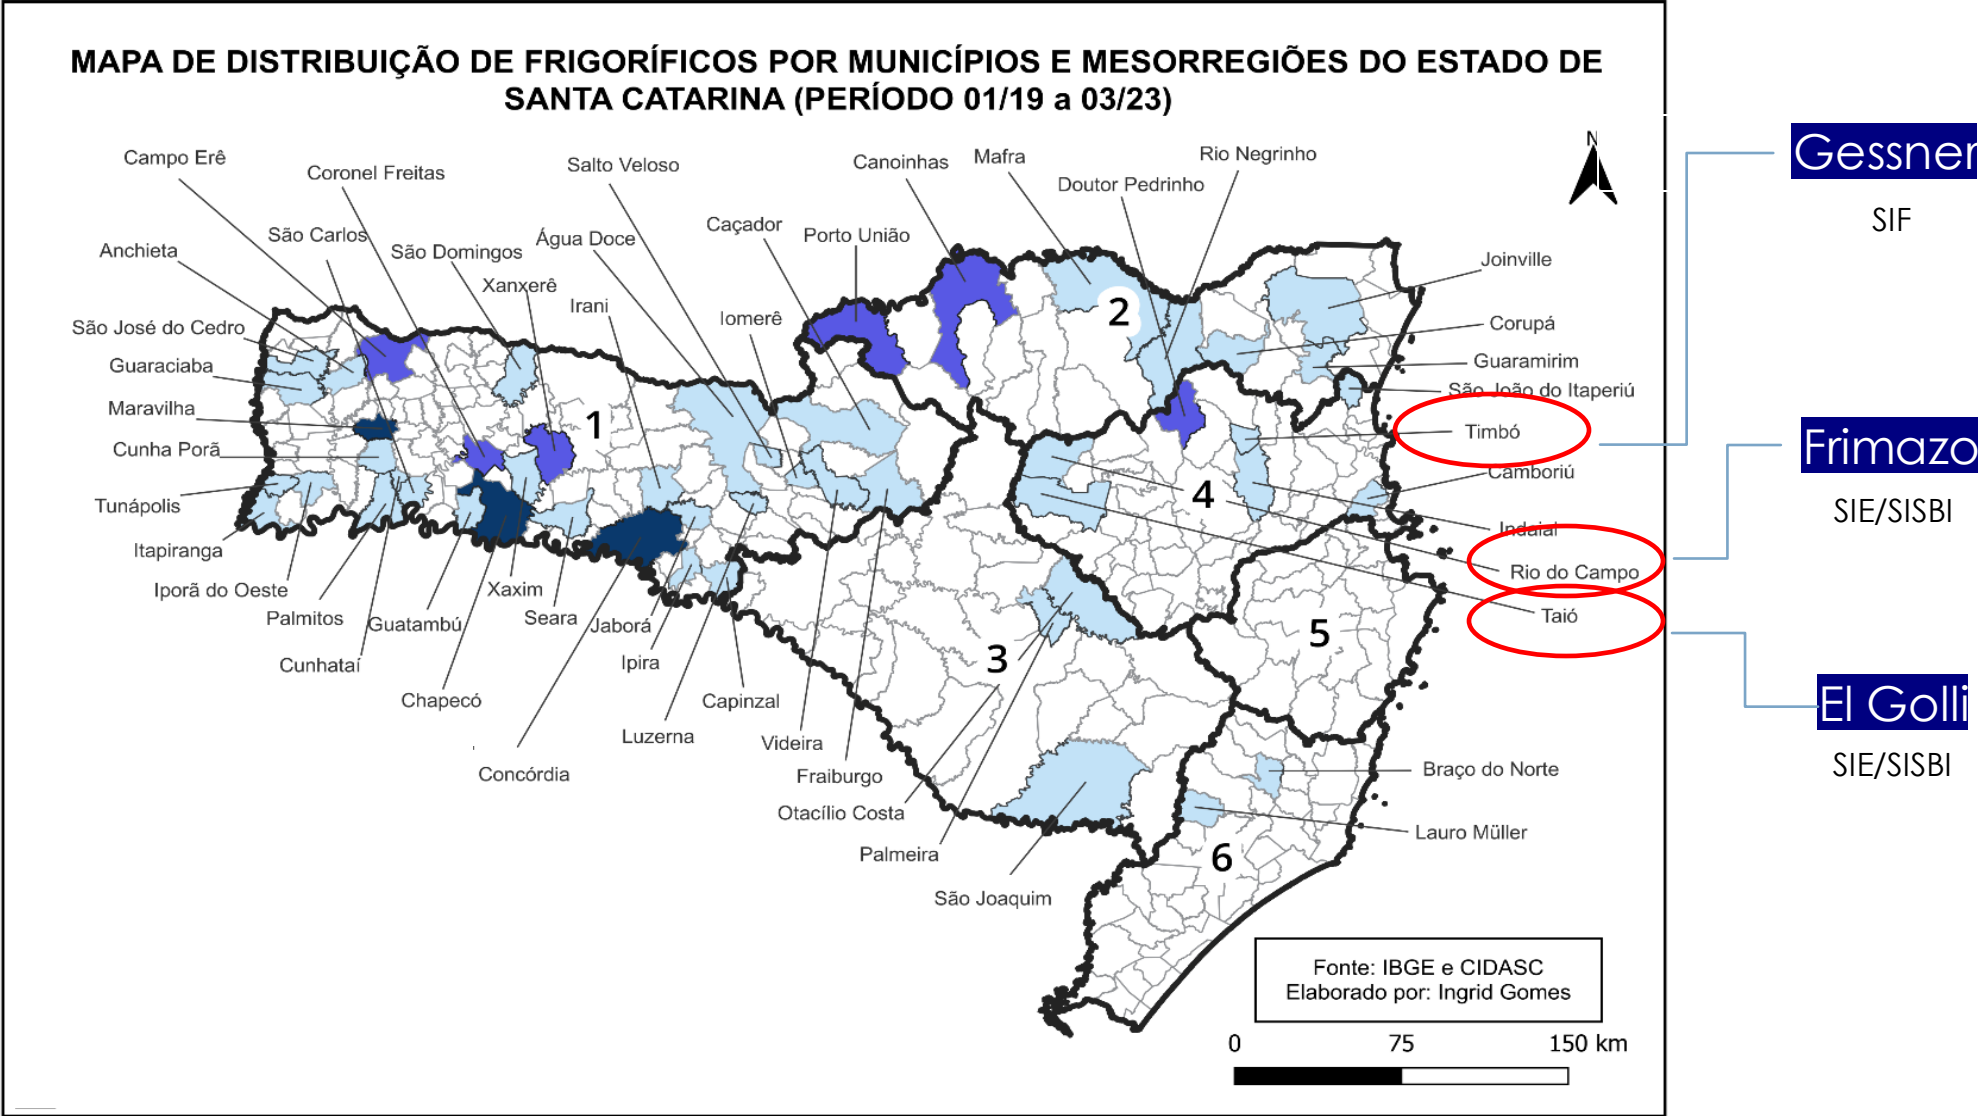 MAPA DE DISTRIBUIÇÃO DE FRIGORÍFICOS POR MUNICÍPIOS E MESORREGIÕES DO ESTADO DE
SANTA CATARINA (PERÍODO 01/19 a 03/23)
Campo Erê
Coronel Freitas
Salto Veloso
Canoinhas
Mafra
Rio Negrinho
Doutor Pedrinho
N
Anchieta
São Carlos
São Domingos
Água Doce
Caçador
Porto União
Joinville
Xanxerê
Irani
Iomerê
São José do Cedro
Guaraciaba
Maravilha
Cunha Porã
Tunápolis
Itapiranga
Iporã do Oeste
Palmitos
Cunhataí
Guatambú
Chapecó
Xaxim
Seara
Jaborá
Concórdia
Ipira
Luzerna
Capinzal
Videira
Fraiburgo
Otacílio Costa
Palmeira
São Joaquim
Corupá
Guaramirim
São João do Itaperiú
Timbó
Camboriú
Indaial
Rio do Campo
Taió
Braço do Norte
Lauro Müller
1
2
3
4
5
6
Gessner
SIF
Frimazo
SIE/SISBI
El Golli
SIE/SISBI
Fonte: IBGE e CIDASC
Elaborado por: Ingrid Gomes
0 75 150 km